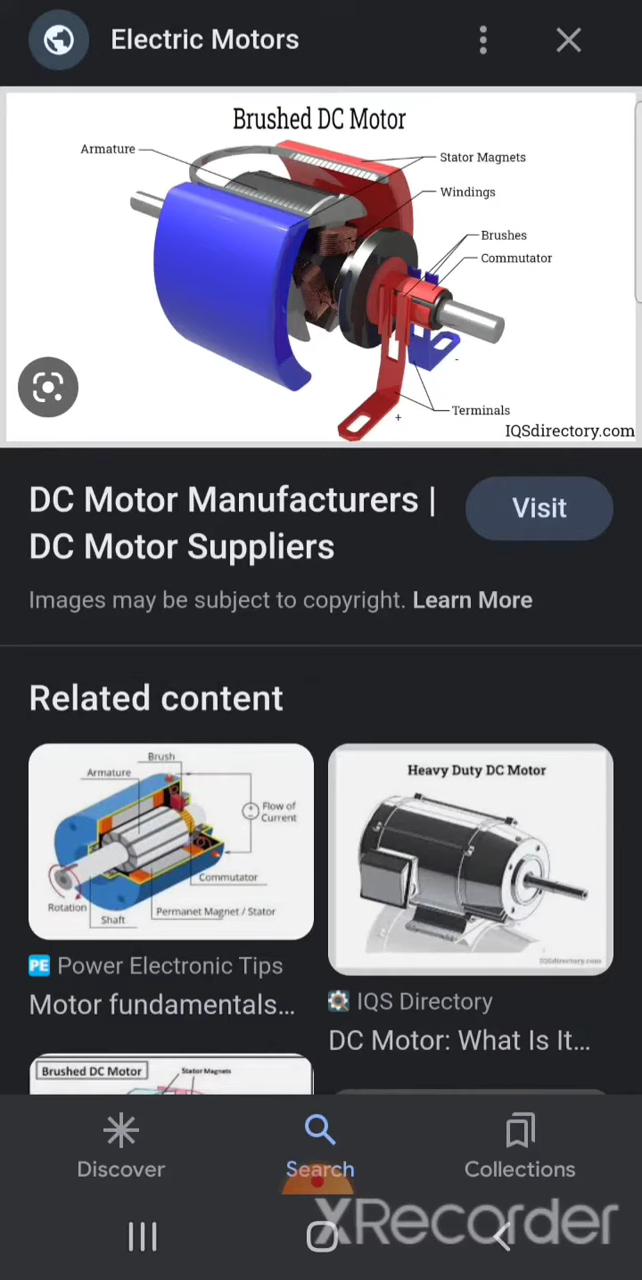 Electric Motors
Brushed DC Motor
Armature
Stator Magnets
Windings
Brushes
Commutator
-
Terminals
+
IQSdirectory.com
DC Motor Manufacturers |
DC Motor Suppliers
Visit
Images may be subject to copyright. Learn More
Related content
Brush
Armature
Flow of
Current
Commutator
Rotation
Shaft
Permanet Magnet / Stator
Heavy Duty DC Motor
IQSdirectory.com
PE Power Electronic Tips
Motor fundamentals...
IQS Directory
DC Motor: What Is It...
Brushed DC Motor
Stator Magnets
Discover
Search
Collections
XRecorder